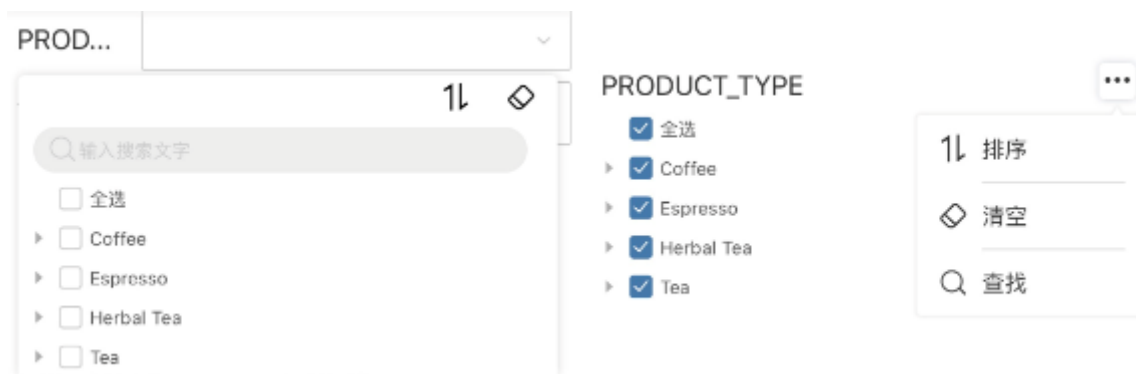 PROD...
输入搜索文字
全选
Coffee
Espresso
Herbal Tea
Tea
PRODUCT_TYPE
全选
Coffee
Espresso
Herbal Tea
Tea
排序
清空
查找